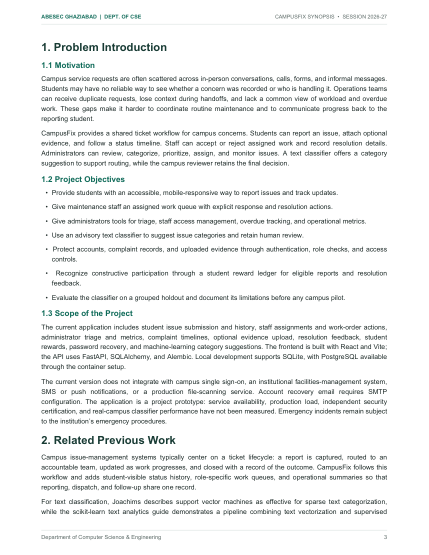 ABESEC GHAZIABAD | DEPT. OF CSE
CAMPUSFIX SYNOPSIS • SESSION 2026-27
1. Problem Introduction
1.1 Motivation
Campus service requests are often scattered across in-person conversations, calls, forms, and informal messages.
Students may have no reliable way to see whether a concern was recorded or who is handling it. Operations teams
can receive duplicate requests, lose context during handoffs, and lack a common view of workload and overdue
work. These gaps make it harder to coordinate routine maintenance and to communicate progress back to the
reporting student.
CampusFix provides a shared ticket workflow for campus concerns. Students can report an issue, attach optional
evidence, and follow a status timeline. Staff can accept or reject assigned work and record resolution details.
Administrators can review, categorize, prioritize, assign, and monitor issues. A text classifier offers a category
suggestion to support routing, while the campus reviewer retains the final decision.
1.2 Project Objectives
• Provide students with an accessible, mobile-responsive way to report issues and track updates.
• Give maintenance staff an assigned work queue with explicit response and resolution actions.
• Give administrators tools for triage, staff access management, overdue tracking, and operational metrics.
• Use an advisory text classifier to suggest issue categories and retain human review.
• Protect accounts, complaint records, and uploaded evidence through authentication, role checks, and access
controls.
• Recognize constructive participation through a student reward ledger for eligible reports and resolution
feedback.
• Evaluate the classifier on a grouped holdout and document its limitations before any campus pilot.
1.3 Scope of the Project
The current application includes student issue submission and history, staff assignments and work-order actions,
administrator triage and metrics, complaint timelines, optional evidence upload, resolution feedback, student
rewards, password recovery, and machine-learning category suggestions. The frontend is built with React and Vite;
the API uses FastAPI, SQLAlchemy, and Alembic. Local development supports SQLite, with PostgreSQL available
through the container setup.
The current version does not integrate with campus single sign-on, an institutional facilities-management system,
SMS or push notifications, or a production file-scanning service. Account recovery email requires SMTP
configuration. The application is a project prototype: service availability, production load, independent security
certification, and real-campus classifier performance have not been measured. Emergency incidents remain subject
to the institution's emergency procedures.
2. Related Previous Work
Campus issue-management systems typically center on a ticket lifecycle: a report is captured, routed to an
accountable team, updated as work progresses, and closed with a record of the outcome. CampusFix follows this
workflow and adds student-visible status history, role-specific work queues, and operational summaries so that
reporting, dispatch, and follow-up share one record.
For text classification, Joachims describes support vector machines as effective for sparse text categorization,
while the scikit-learn text analytics guide demonstrates a pipeline combining text vectorization and supervised
Department of Computer Science & Engineering
3